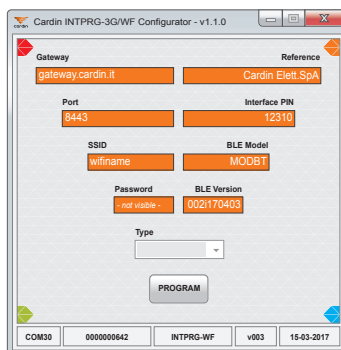 Cardin INTPRG-3G/WF Configurator - v1.1.0
Gateway Reference
gateway.cardin.it Cardin Elett.SpA
Port Interface PIN
8443 12310
SSID BLE Model
wifiname MODBT
Password BLE Version
- not visible - 002i170403
Type
PROGRAM
COM30 0000000642 INTPRG-WF v003 15-03-2017